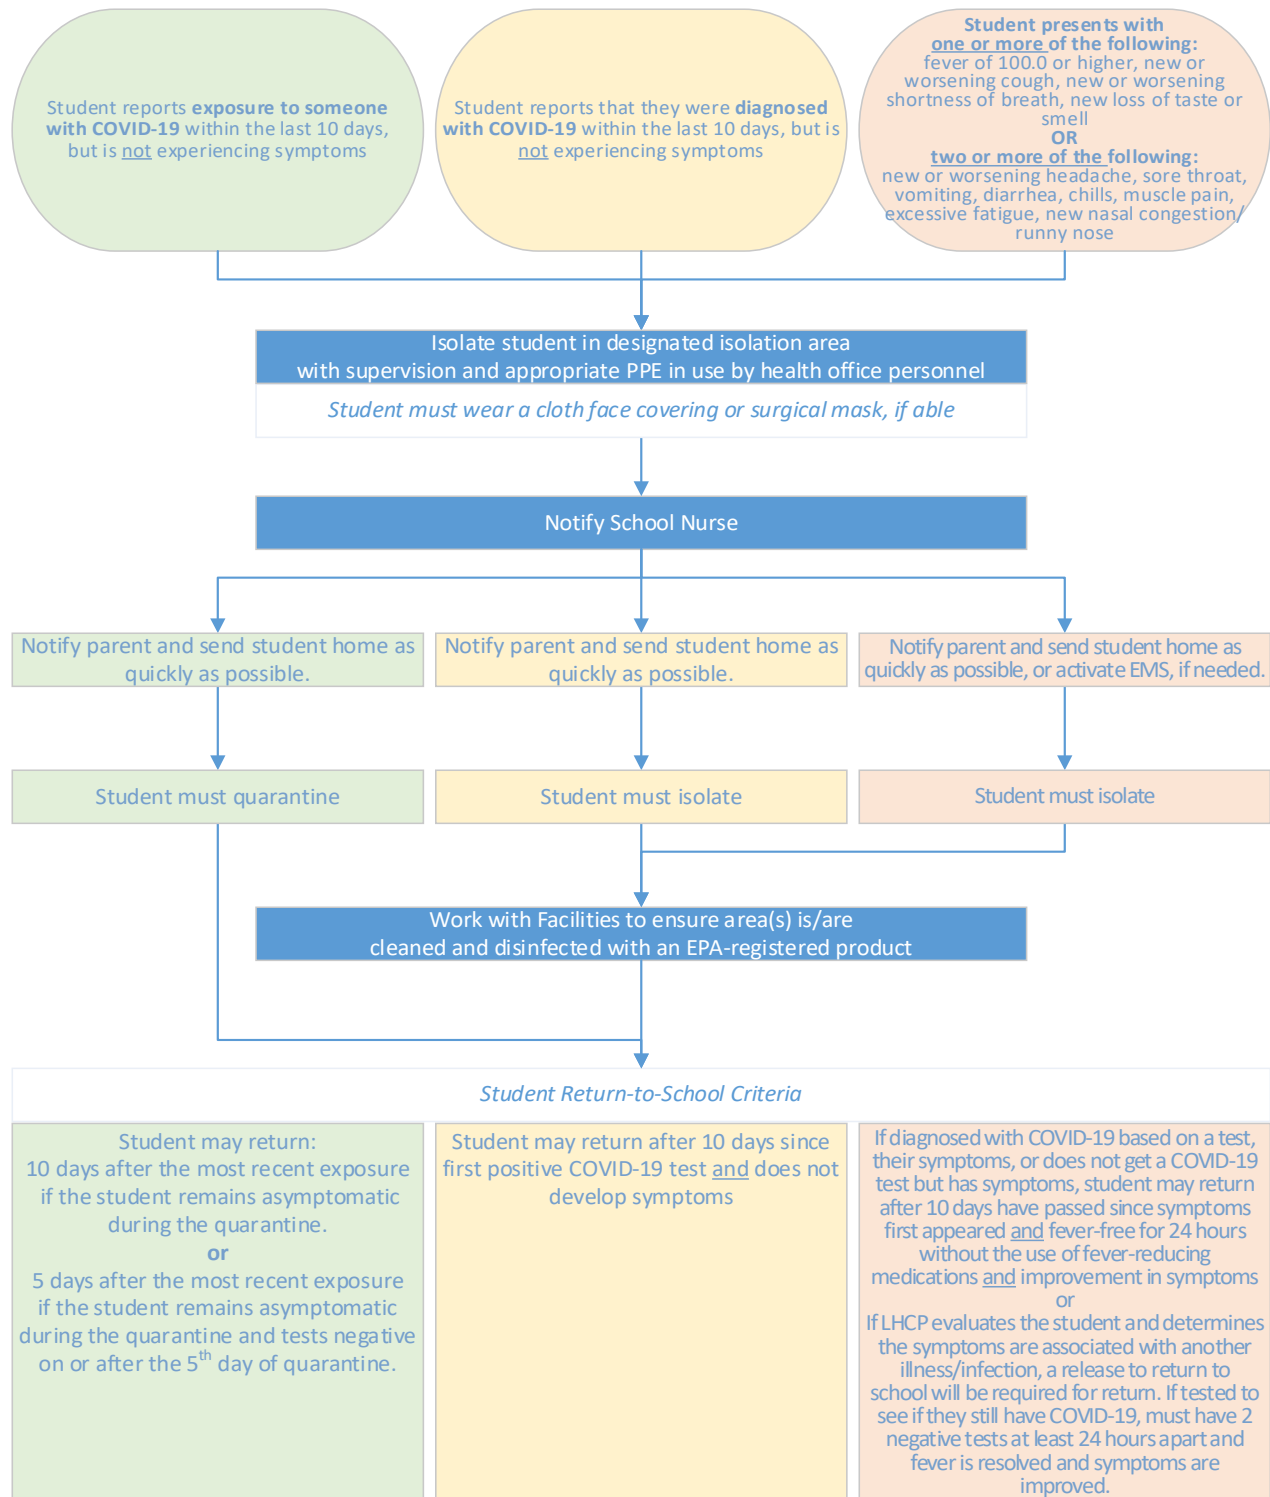 Student reports exposure to someone
with COVID-19 within the last 10 days,
but is not experiencing symptoms
Student reports that they were diagnosed
with COVID-19 within the last 10 days, but is
not experiencing symptoms
Student presents with
one or more of the following:
fever of 100.0 or higher, new or
worsening cough, new or worsening
shortness of breath, new loss of taste or
smell
OR
two or more of the following:
new or worsening headache, sore throat,
vomiting, diarrhea, chills, muscle pain,
excessive fatigue, new nasal congestion/
runny nose
Isolate student in designated isolation area
with supervision and appropriate PPE in use by health office personnel
Student must wear a cloth face covering or surgical mask, if able
Notify School Nurse
Notify parent and send student home as
quickly as possible.
Notify parent and send student home as
quickly as possible.
Notify parent and send student home as
quickly as possible, or activate EMS, if needed.
Student must quarantine
Student must isolate
Student must isolate
Work with Facilities to ensure area(s) is/are
cleaned and disinfected with an EPA-registered product
Student Return-to-School Criteria
Student may return:
10 days after the most recent exposure
if the student remains asymptomatic
during the quarantine.
or
5 days after the most recent exposure
if the student remains asymptomatic
during the quarantine and tests negative
on or after the 5th day of quarantine.
Student may return after 10 days since
first positive COVID-19 test and does not
develop symptoms
If diagnosed with COVID-19 based on a test,
their symptoms, or does not get a COVID-19
test but has symptoms, student may return
after 10 days have passed since symptoms
first appeared and fever-free for 24 hours
without the use of fever-reducing
medications and improvement in symptoms
or
If LHCP evaluates the student and determines
the symptoms are associated with another
illness/infection, a release to return to
school will be required for return. If tested to
see if they still have COVID-19, must have 2
negative tests at least 24 hours apart and
fever is resolved and symptoms are
improved.